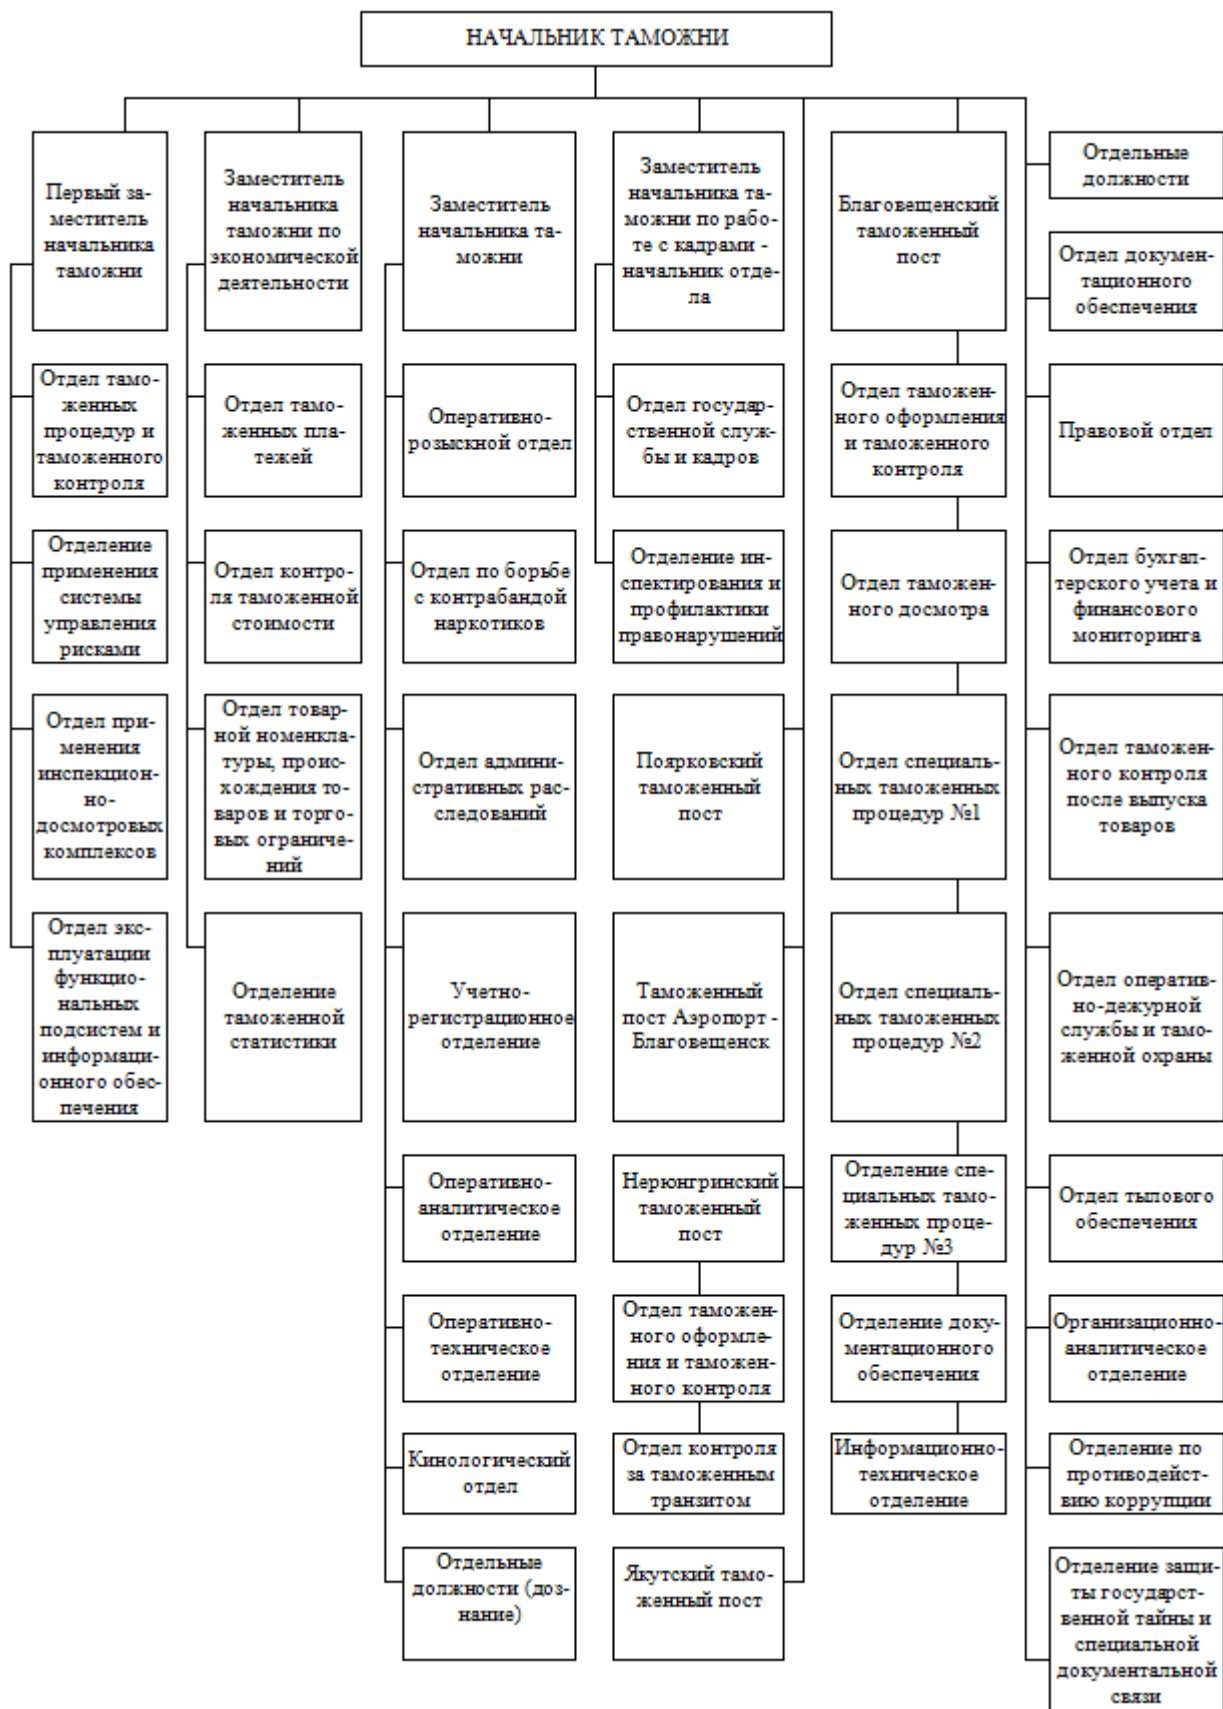 НАЧАЛЬНИК ТАМОЖНИ
Первый за-
меститель
начальника
таможни
Заместитель
начальника
таможни по
экономической
деятельности
Заместитель
начальника та-
можни
Заместитель
начальника та-
можни по рабо-
те с кадрами -
начальник отде-
ла
Благовещенский
таможенный
пост
Отдельные
должности
Отдел докумен-
тационного
обеспечения
Отдел тамо-
женных
процедур и
таможенного
контроля
Отдел тамо-
женных пла-
тежей
Оперативно-
розыскной отдел
Отдел государ-
ственной служ-
бы и кадров
Отдел таможен-
ного оформления
и таможенного
контроля
Правовой отдел
Отделение
применения
системы
управления
рисками
Отдел контро-
ля таможенной
стоимости
Отдел по борьбе
с контрабандой
наркотиков
Отделение ин-
спектирования и
профилактики
правонарушений
Отдел таможен-
ного досмотра
Отдел бухгал-
терского учета и
финансового
мониторинга
Отдел при-
менения
инспекцион-
но-
досмотровых
комплексов
Отдел товар-
ной номенкла-
туры, проис-
хождения то-
варов и торго-
вых ограниче-
ний
Отдел админи-
стративных рас-
следований
Поярковский
таможенный
пост
Отдел специаль-
ных таможенных
процедур №1
Отдел таможен-
ного контроля
после выпуска
товаров
Отдел экс-
плуатации
функцио-
нальных
подсистем и
информаци-
онного обес-
печения
Отделение
таможенной
статистики
Учетно-
регистрационное
отделение
Таможенный
пост Аэропорт -
Благовещенск
Отдел специаль-
ных таможенных
процедур №2
Отдел оператив-
но-дежурной
службы и тамо-
женной охраны
Оперативно-
аналитическое
отделение
Нерюнгринский
таможенный
пост
Отделение спе-
циальных тамо-
женных проце-
дур №3
Отдел тылового
обеспечения
Оперативно-
техническое
отделение
Отдел таможен-
ного оформле-
ния и таможен-
ного контроля
Отделение доку-
ментационного
обеспечения
Организационно-
аналитическое
отделение
Кинологический
отдел
Отдел контроля
за таможенным
транзитом
Информационно-
техническое
отделение
Отделение по
противодейст-
вию коррупции
Отдельные
должности (доз-
нание)
Якутский тамо-
женный пост
Отделение защи-
ты государст-
венной тайны и
специальной
документальной
связи